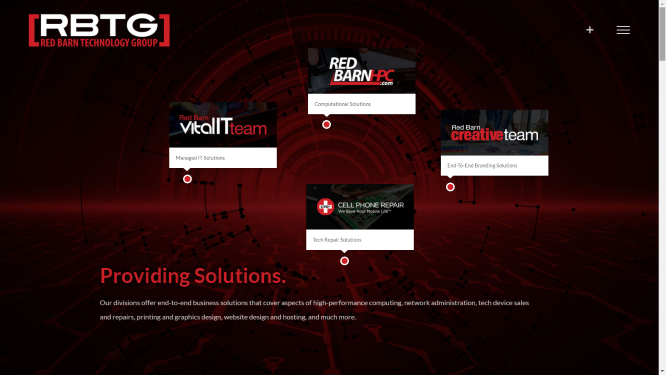 RBTG
RED BARN TECHNOLOGY GROUP
RED
BARNHPC
.com
Computational Solutions
Red Barn
vitalITteam
Managed IT Solutions
Red Barn
creativeteam
End-To-End Branding Solutions
CPR
CELL PHONE REPAIR
We Save Your Mobile Life™
Tech Repair Solutions
Providing Solutions.
Our divisions offer end-to-end business solutions that cover aspects of high-performance computing, network administration, tech device sales
and repairs, printing and graphics design, website design and hosting, and much more.